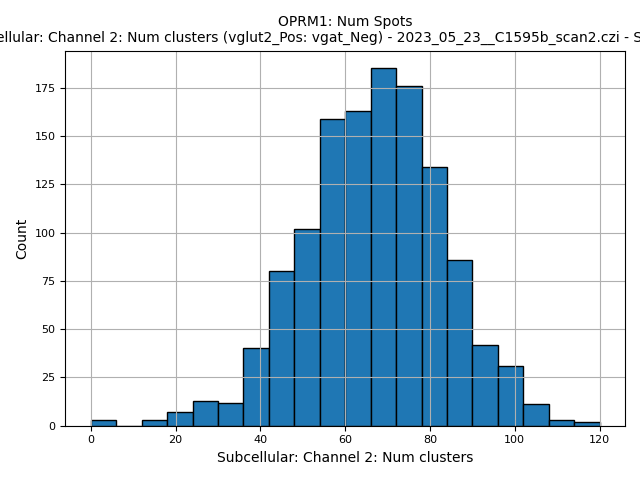 OPRM1: Num Spots
ellular: Channel 2: Num clusters (vglut2_Pos: vgat_Neg) - 2023_05_23__C1595b_scan2.czi - S
175
150
125
100
75
50
25
0
Count
0 20 40 60 80 100 120
Subcellular: Channel 2: Num clusters